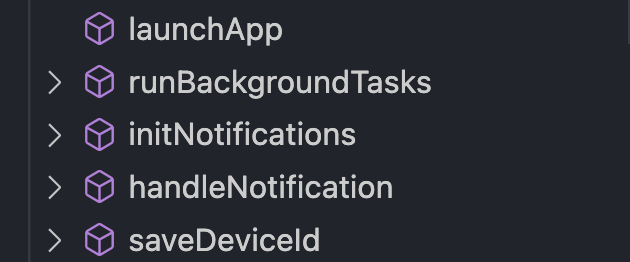 launchApp
runBackgroundTasks
initNotifications
handleNotification
saveDeviceId